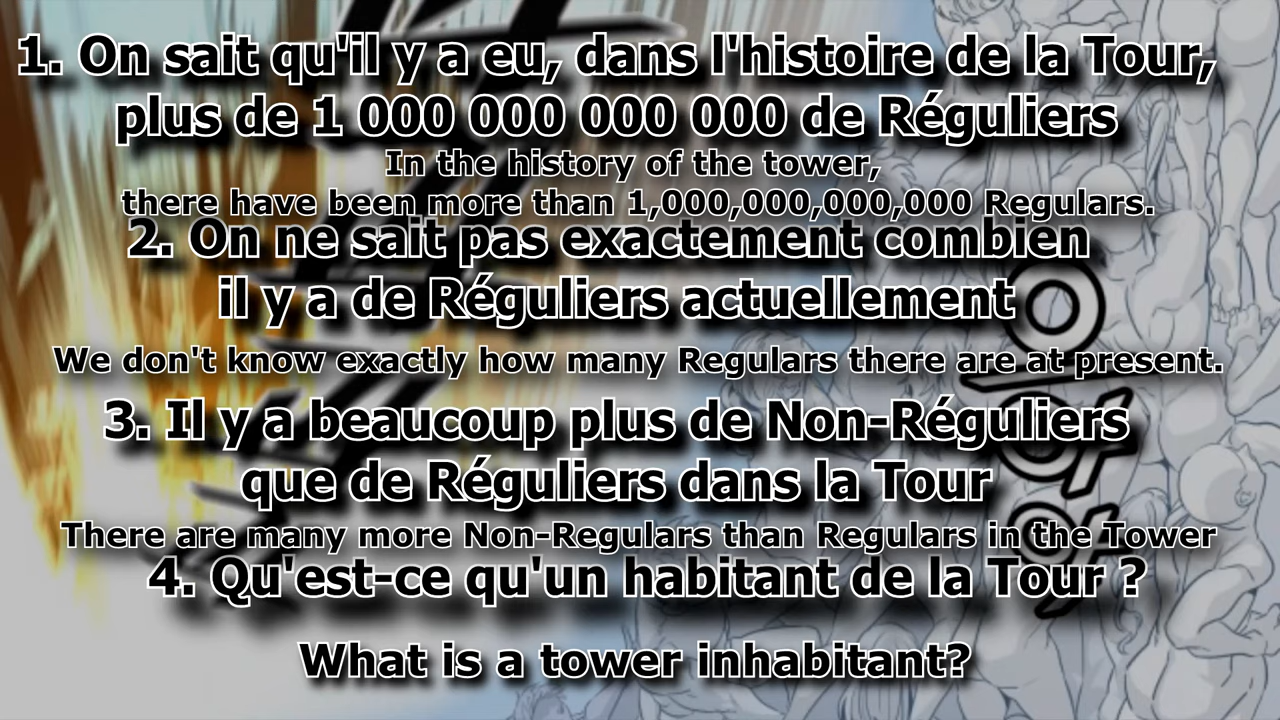 1. On sait qu'il y a eu, dans l'histoire de la Tour,
plus de 1 000 000 000 000 de Réguliers
In the history of the tower,
there have been more than 1,000,000,000,000 Regulars.
2. On ne sait pas exactement combien
il y a de Réguliers actuellement
We don't know exactly how many Regulars there are at present.
3. Il y a beaucoup plus de Non-Réguliers
que de Réguliers dans la Tour
There are many more Non-Regulars than Regulars in the Tower
4. Qu'est-ce qu'un habitant de la Tour ?
What is a tower inhabitant?